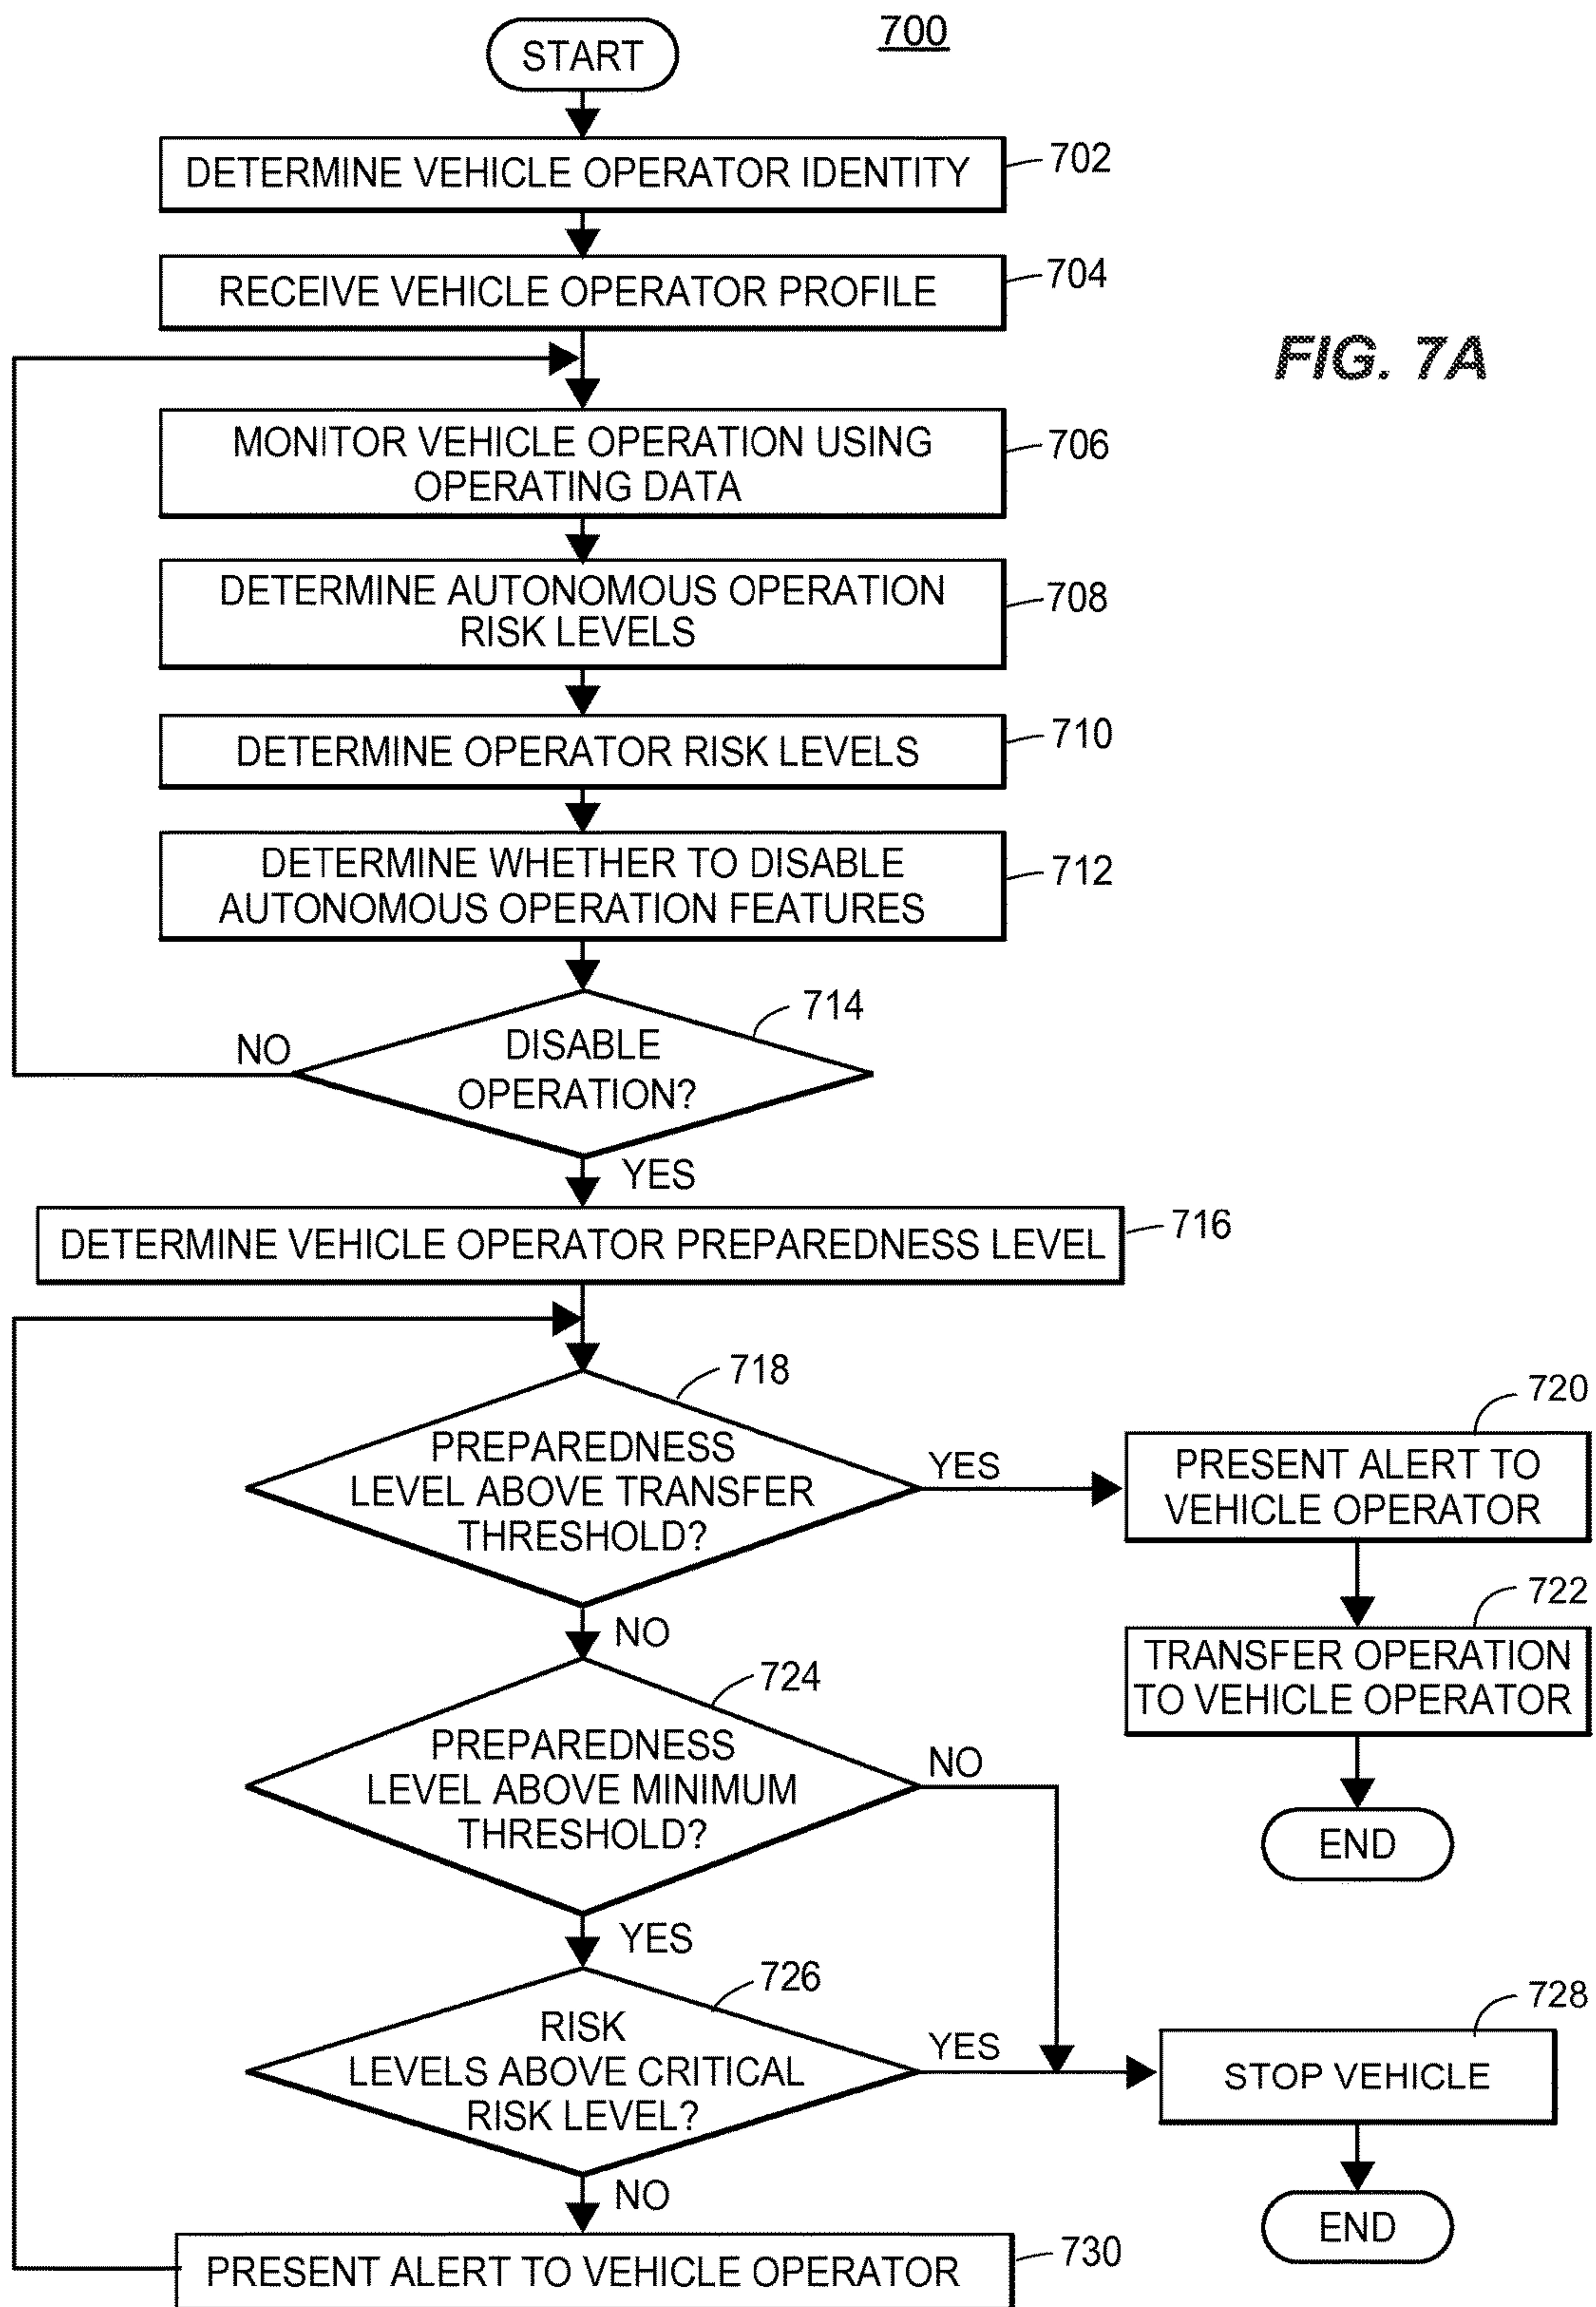 700
START
DETERMINE VEHICLE OPERATOR IDENTITY
702
RECEIVE VEHICLE OPERATOR PROFILE
704
FIG. 7A
MONITOR VEHICLE OPERATION USING
OPERATING DATA
706
DETERMINE AUTONOMOUS OPERATION
RISK LEVELS
708
DETERMINE OPERATOR RISK LEVELS
710
DETERMINE WHETHER TO DISABLE
AUTONOMOUS OPERATION FEATURES
712
714
NO
DISABLE
OPERATION?
YES
DETERMINE VEHICLE OPERATOR PREPAREDNESS LEVEL
716
718
PREPAREDNESS
LEVEL ABOVE TRANSFER
THRESHOLD?
YES
720
PRESENT ALERT TO
VEHICLE OPERATOR
722
TRANSFER OPERATION
TO VEHICLE OPERATOR
END
NO
724
PREPAREDNESS
LEVEL ABOVE MINIMUM
THRESHOLD?
NO
YES
726
RISK
LEVELS ABOVE CRITICAL
RISK LEVEL?
YES
728
STOP VEHICLE
END
NO
PRESENT ALERT TO VEHICLE OPERATOR
730